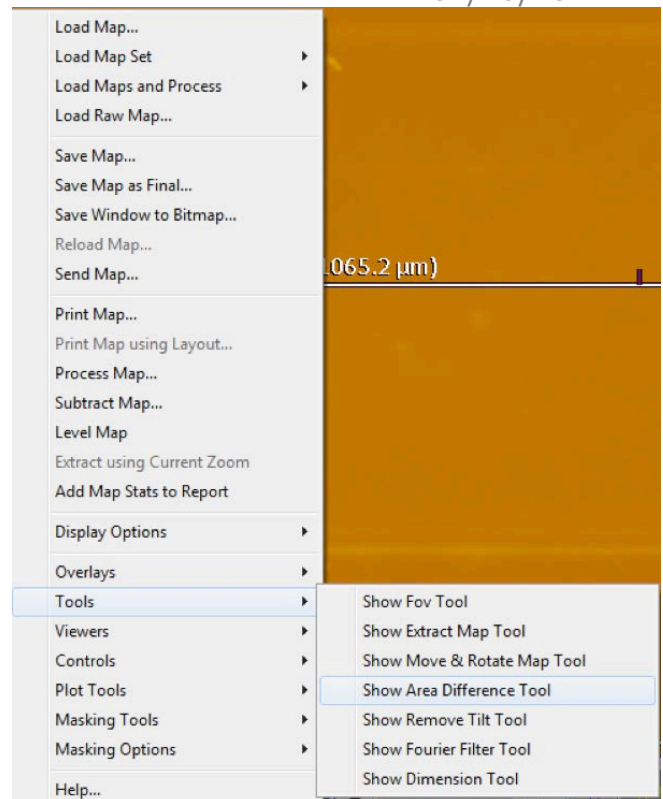 Load Map...
Load Map Set
Load Maps and Process
Load Raw Map...
Save Map...
Save Map as Final...
Save Window to Bitmap...
Reload Map...
Send Map...
065.2 µm)
Print Map...
Print Map using Layout...
Process Map...
Subtract Map...
Level Map
Extract using Current Zoom
Add Map Stats to Report
Display Options
Overlays
Tools
Viewers
Controls
Plot Tools
Masking Tools
Masking Options
Help...
Show Fov Tool
Show Extract Map Tool
Show Move & Rotate Map Tool
Show Area Difference Tool
Show Remove Tilt Tool
Show Fourier Filter Tool
Show Dimension Tool